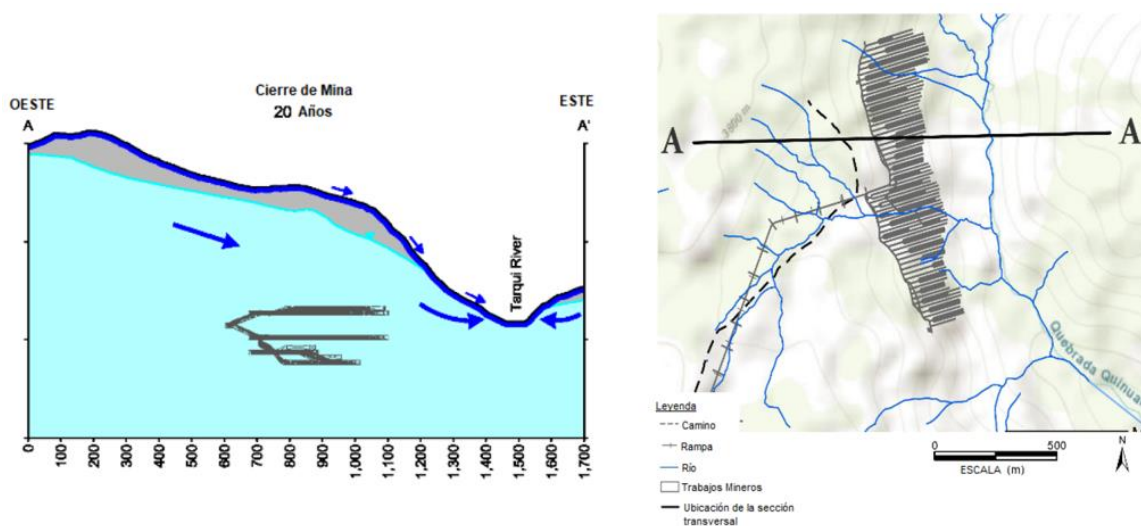 Cierre de Mina
20 Años
OESTE
A
ESTE
A'
Tarqui River
0
100
200
300
400
500
600
700
800
900
1,000
1,100
1,200
1,300
1,400
1,500
1,600
1,700
3800 m
A
A
Quebrada Quinuah
Leyenda
Camino
Rampa
Río
Trabajos Mineros
Ubicación de la sección
transversal
0 500
ESCALA (m)
N